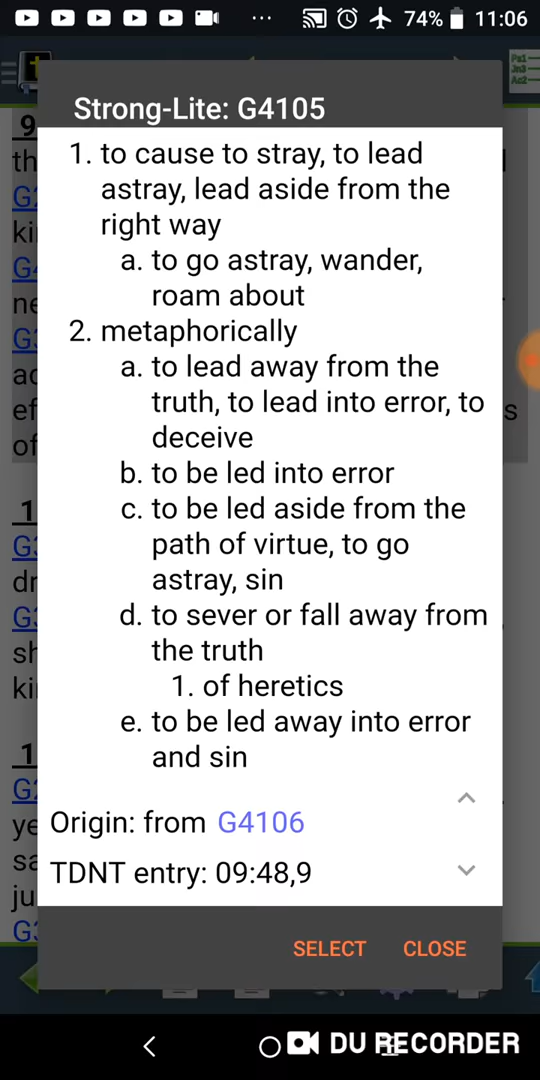 74% 11:06
Strong-Lite: G4105
1. to cause to stray, to lead
astray, lead aside from the
right way
a. to go astray, wander,
roam about
2. metaphorically
a. to lead away from the
truth, to lead into error, to
deceive
b. to be led into error
c. to be led aside from the
path of virtue, to go
astray, sin
d. to sever or fall away from
the truth
1. of heretics
e. to be led away into error
and sin
Origin: from G4106
TDNT entry: 09:48,9
SELECT CLOSE
DU RECORDER